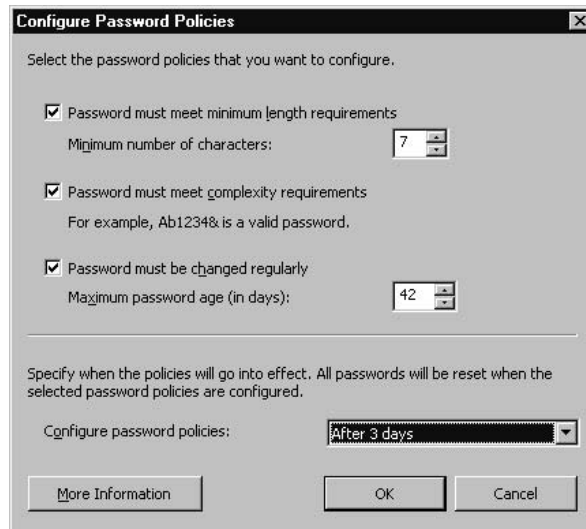 Configure Password Policies
Select the password policies that you want to configure.
Password must meet minimum length requirements
Minimum number of characters: 7
Password must meet complexity requirements
For example, Ab1234& is a valid password.
Password must be changed regularly
Maximum password age (in days): 42
Specify when the policies will go into effect. All passwords will be reset when the
selected password policies are configured.
Configure password policies: After 3 days
More Information OK Cancel